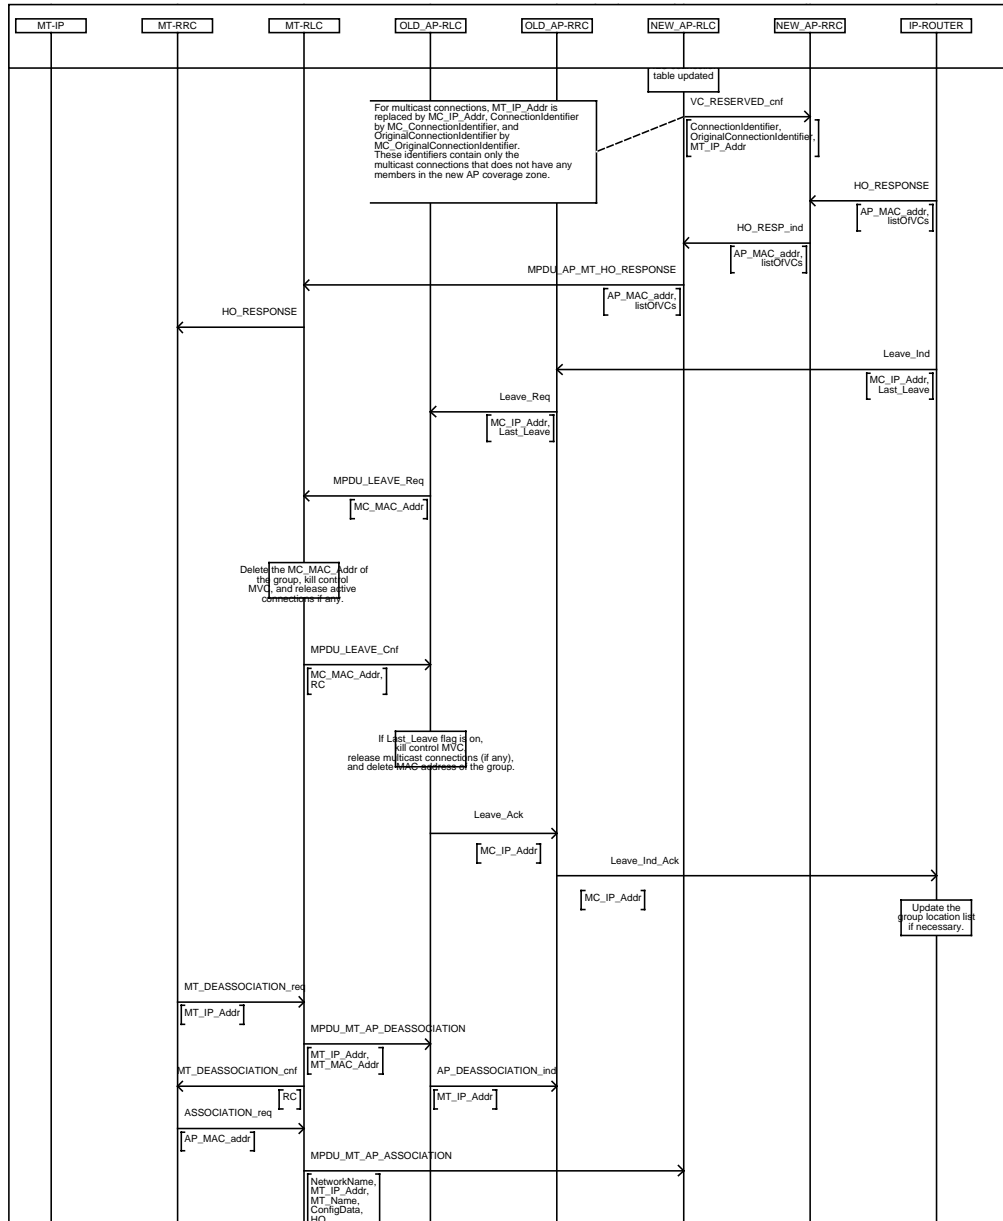 MT-IP
MT-RRC
MT-RLC
OLD_AP-RLC
OLD_AP-RRC
NEW_AP-RLC
NEW_AP-RRC
IP-ROUTER
table updated
For multicast connections, MT_IP_Addr is
replaced by MC_IP_Addr, ConnectionIdentifier
by MC_ConnectionIdentifier, and
OriginalConnectionIdentifier by
MC_OriginalConnectionIdentifier.
These identifiers contain only the
multicast connections that does not have any
members in the new AP coverage zone.
VC_RESERVED_cnf
ConnectionIdentifier,
OriginalConnectionIdentifier,
MT_IP_Addr
HO_RESPONSE
AP_MAC_addr,
listOfVCs
HO_RESP_ind
AP_MAC_addr,
listOfVCs
MPDU_AP_MT_HO_RESPONSE
AP_MAC_addr,
listOfVCs
HO_RESPONSE
Leave_Ind
MC_IP_Addr,
Last_Leave
Leave_Req
MC_IP_Addr,
Last_Leave
MPDU_LEAVE_Req
MC_MAC_Addr
Delete the MC_MAC_Addr of
the group, kill control
MVC, and release active
connections if any.
MPDU_LEAVE_Cnf
MC_MAC_Addr,
RC
If Last_Leave flag is on,
kill control MVC,
release multicast connections (if any),
and delete MAC address of the group.
Leave_Ack
MC_IP_Addr
Leave_Ind_Ack
MC_IP_Addr
Update the
group location list
if necessary.
MT_DEASSOCIATION_req
MT_IP_Addr
MPDU_MT_AP_DEASSOCIATION
MT_IP_Addr,
MT_MAC_Addr
MT_DEASSOCIATION_cnf
RC
AP_DEASSOCIATION_ind
MT_IP_Addr
ASSOCIATION_req
AP_MAC_addr
MPDU_MT_AP_ASSOCIATION
NetworkName,
MT_IP_Addr,
MT_Name,
ConfigData,
HO